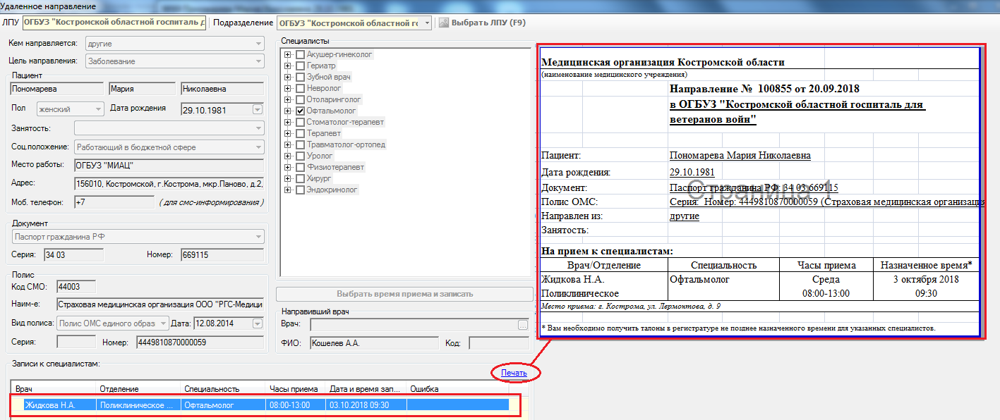 Удаленное направление
ЛПУ ОГБУЗ "Костромской областной госпиталь д Подразделение ОГБУЗ "Костромской областной го Выбрать ЛПУ (F9)
Кем направляется: другие
Цель направления: Заболевание
Пациент
Пономарева Мария Николаевна
Пол женский Дата рождения 29.10.1981
Занятость:
Соц.положение: Работающий в бюджетной сфере
Место работы: ОГБУЗ "МИАЦ"
Адрес: 156010, Костромской, г.Кострома, мкр.Паново, д.2,
Моб. телефон: +7 ( для смс-информирования )
Документ
Паспорт гражданина РФ
Серия: 34 03 Номер: 669115
Полис
Код СМО: 44003
Наим-е: Страховая медицинская организация ООО "РГС-Медици
Вид полиса: Полис ОМС единого образ Дата: 12.08.2014
Серия: Номер: 4449810870000059
Специалисты
Акушер-гинеколог
Гериатр
Зубной врач
Невролог
Отоларинголог
Офтальмолог
Стоматолог-терапевт
Терапевт
Травматолог-ортопед
Уролог
Физиотерапевт
Хирург
Эндокринолог
Выбрать время приема и записать
Направивший врач
Врач: ...
ФИО: Кошелев А.А. Код:
Записи к специалистам:
Печать
Врач Отделение Специальность Часы приема Дата и время зап... Ошибка
Жидкова Н.А. Поликлиническое ... Офтальмолог 08:00-13:00 03.10.2018 09:30
Медицинская организация Костромской области
(наименование медицинского учреждения)
Направление № 100855 от 20.09.2018
в ОГБУЗ "Костромской областной госпиталь для
ветеранов войн"
Пациент: Пономарева Мария Николаевна
Дата рождения: 29.10.1981
Документ: Паспорт гражданина РФ: 34 03 669115
Страница 1
Полис ОМС: Серия: Номер: 4449810870000059 (Страховая медицинская организация
Направлен из: другие
Занятость:
На прием к специалистам:
Врач/Отделение Специальность Часы приема Назначенное время*
Жидкова Н.А. Офтальмолог Среда 3 октября 2018
Поликлиническое 08:00-13:00 09:30
Место приема: г. Кострома, ул. Лермонтова, д. 9
* Вам необходимо получить талоны в регистратуре не позднее назначенного времени для указанных специалистов.